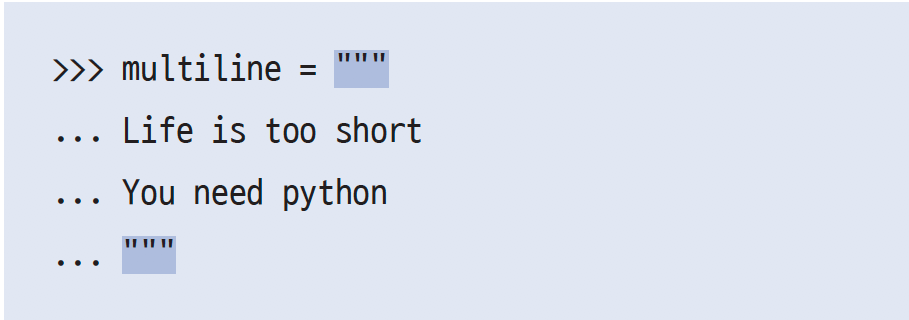 >>> multiline = """
... Life is too short
... You need python
... """